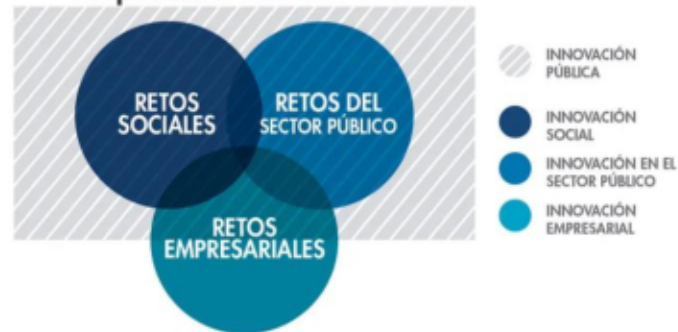 RETOS
SOCIALES
RETOS DEL
SECTOR PÚBLICO
RETOS
EMPRESARIALES
INNOVACIÓN
PÚBLICA
INNOVACIÓN
SOCIAL
INNOVACIÓN EN EL
SECTOR PÚBLICO
INNOVACIÓN
EMPRESARIAL